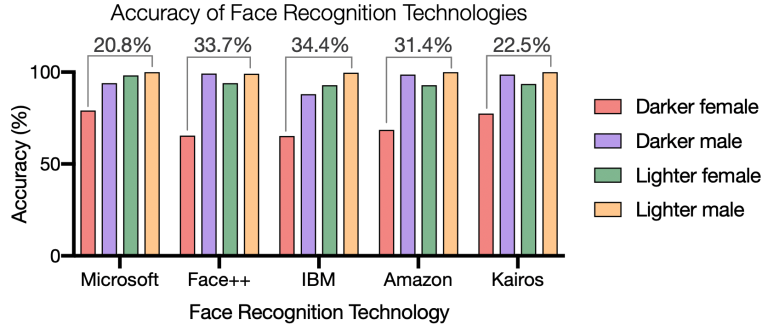 Accuracy of Face Recognition Technologies
20.8% 33.7% 34.4% 31.4% 22.5%
100
50
0
Accuracy (%)
Microsoft Face++ IBM Amazon Kairos
Face Recognition Technology
Darker female
Darker male
Lighter female
Lighter male